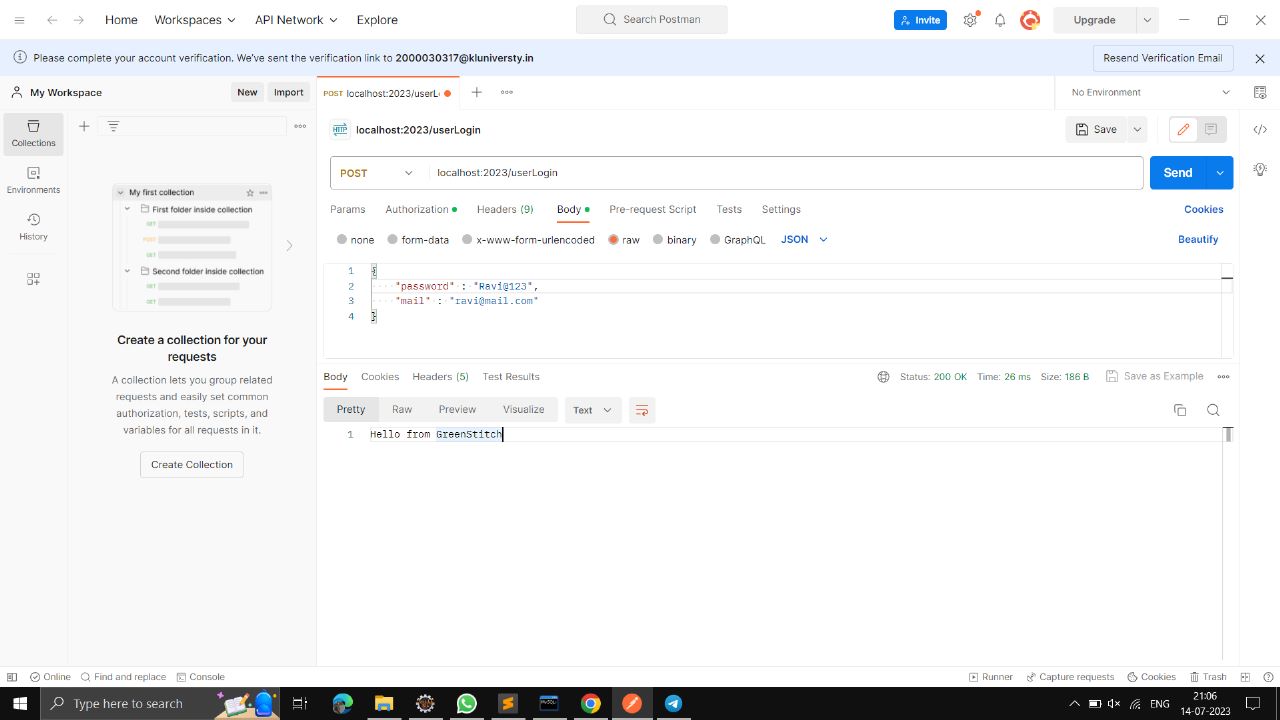 Home Workspaces API Network Explore Search Postman Invite Upgrade
Please complete your account verification. We've sent the verification link to 2000030317@kluniversty.in Resend Verification Email
My Workspace New Import POST localhost:2023/userL No Environment
Collections
Environments
History
My first collection
First folder inside collection
GET
POST
GET
Second folder inside collection
GET
GET
Create a collection for your
requests
A collection lets you group related
requests and easily set common
authorization, tests, scripts, and
variables for all requests in it.
Create Collection
HTTP localhost:2023/userLogin Save
POST localhost:2023/userLogin Send
Params Authorization Headers (9) Body Pre-request Script Tests Settings Cookies
none form-data x-www-form-urlencoded raw binary GraphQL JSON Beautify
1 {
2 "password" : "Ravi@123",
3 "mail" : "ravi@mail.com"
4 }
Body Cookies Headers (5) Test Results Status: 200 OK Time: 26 ms Size: 186 B Save as Example
Pretty Raw Preview Visualize Text
1 Hello from GreenStitch
Online Find and replace Console Runner Capture requests Cookies Trash
Type here to search ENG 21:06
14-07-2023